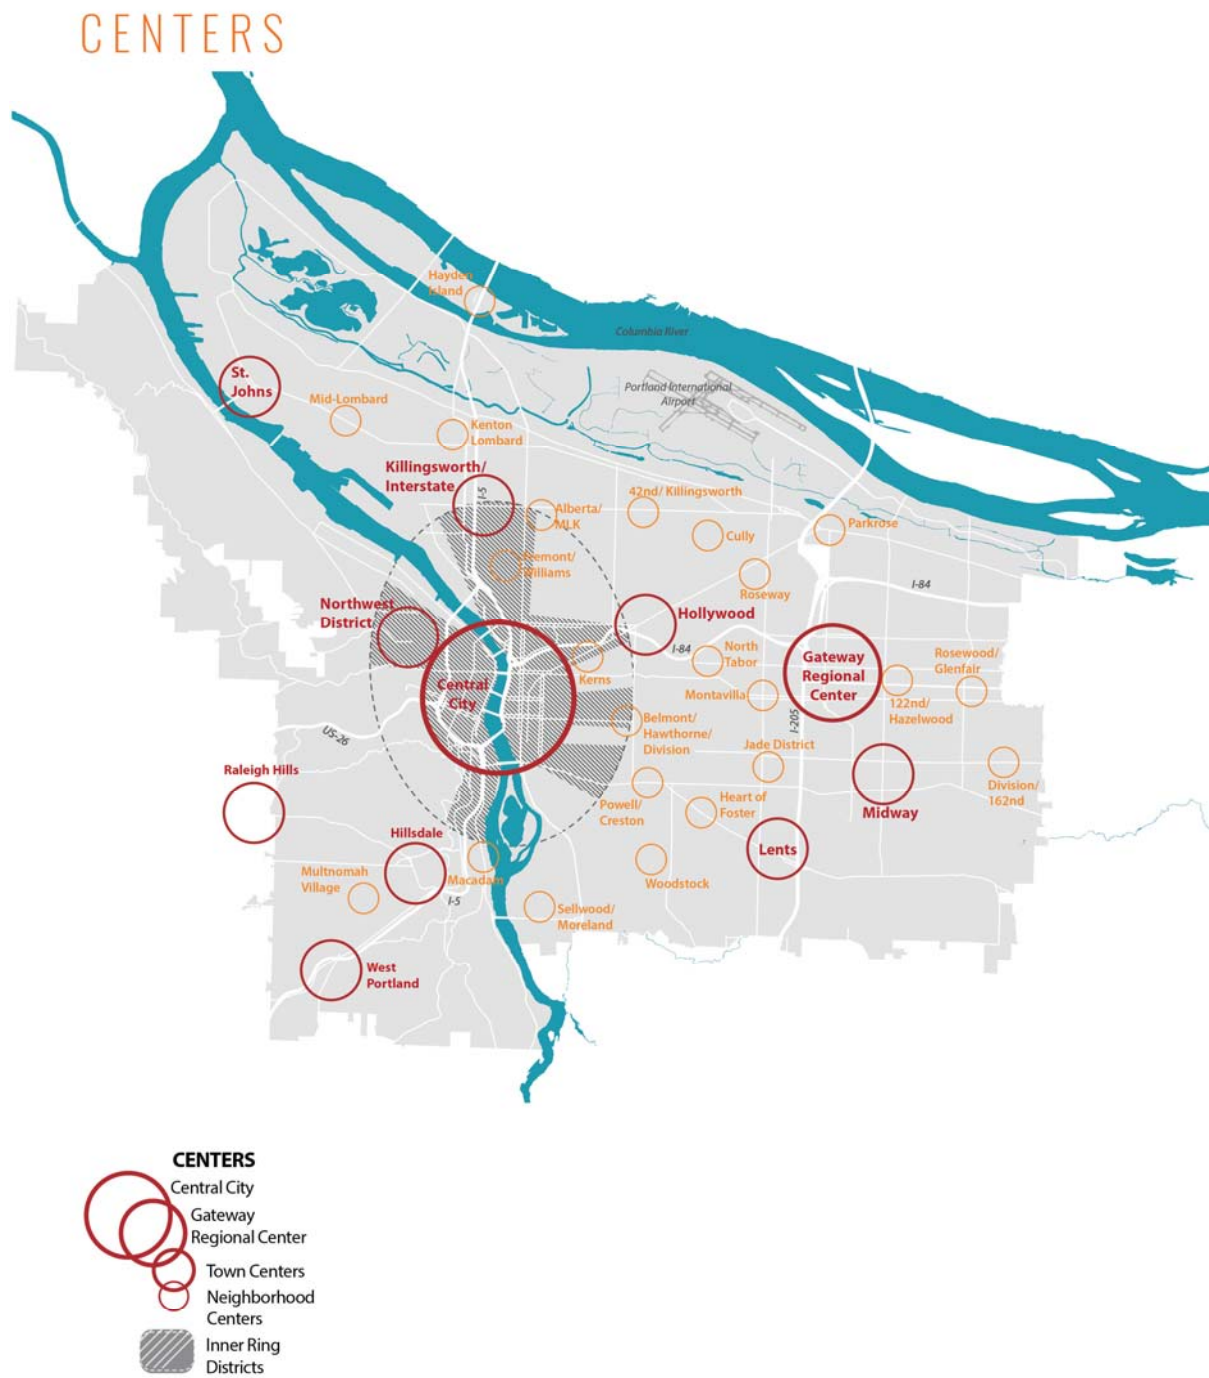 CENTERS
Hayden
Island
Columbia River
Portland International
Airport
St.
Johns
Mid-Lombard
Kenton
Lombard
Killingsworth/
Interstate
I-5
Alberta/
MLK
42nd/ Killingsworth
Cully
Parkrose
Fremont/
Williams
Roseway
I-84
Northwest
District
Hollywood
I-84
North
Tabor
Gateway
Regional
Center
Rosewood/
Glenfair
Kerns
Central
City
Montavilla
122nd/
Hazelwood
I-205
US-26
Belmont/
Hawthorne/
Division
Jade District
Raleigh Hills
Division/
162nd
Powell/
Creston
Heart of
Foster
Midway
Hillsdale
Lents
Multnomah
Village
Macadam
Woodstock
I-5
Sellwood/
Moreland
West
Portland
CENTERS
Central City
Gateway
Regional Center
Town Centers
Neighborhood
Centers
Inner Ring
Districts